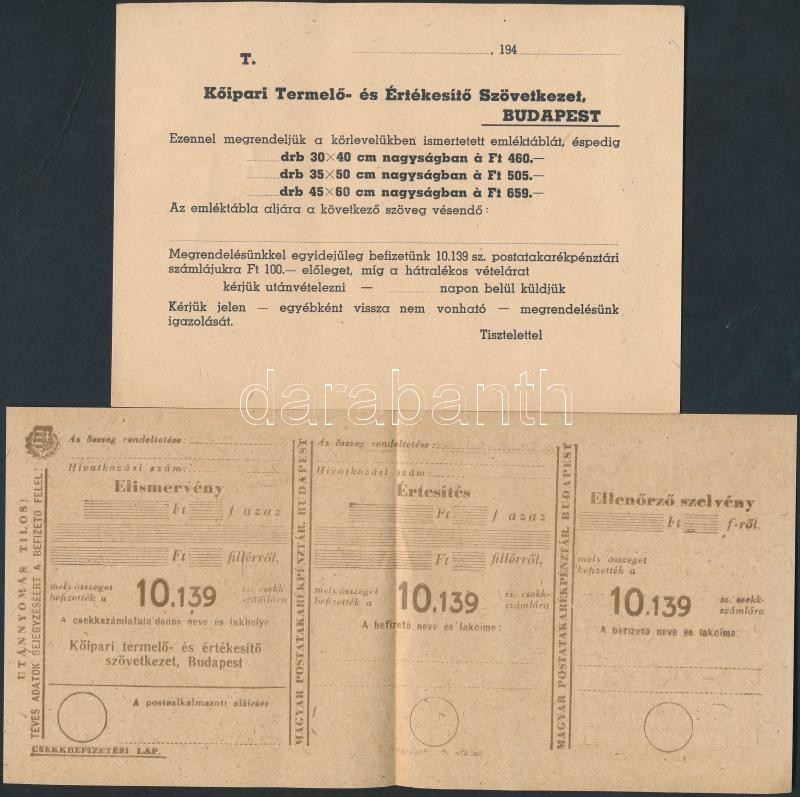 , 194
T.
Kőipari Termelő- és Értékesítő Szövetkezet,
BUDAPEST
Ezennel megrendeljük a körlevelükben ismertetett emléktáblát, éspedig
drb 30×40 cm nagyságban à Ft 460.—
drb 35×50 cm nagyságban à Ft 505.—
drb 45×60 cm nagyságban à Ft 659.—
Az emléktábla aljára a következő szöveg vésendő :
Megrendelésünkkel egyidejűleg befizetünk 10.139 sz. postatakarékpénztári
számlájukra Ft 100.— előleget, míg a hátralékos vételárat
kérjük utánvételezni — napon belül küldjük
Kérjük jelen — egyébként vissza nem vonható — megrendelésünk
igazolását.
Tisztelettel
darabanth
UTÁNNYOMÁS TILOS!
TÉVES ADATOK BEJEGYZÉSEÉRT A BEFIZETŐ FELEL!
Az összeg rendeltetése:
Hivatkozási szám:
Elismervény
Ft f azaz
Ft fillérről,
mely összeget
befizették a
10.139
sz. csekk-
számlára
A csekkszámlatulajdonos neve és lakhelye
Kőipari termelő- és értékesítő
szövetkezet, Budapest
A postaalkalmazott aláírása
CSEKKBEFIZETÉSI LAP.
MAGYAR POSTATAKARÉKPÉNZTÁR, BUDAPEST
Az összeg rendeltetése:
Hivatkozási szám:
Értesítés
Ft f azaz
Ft fillérről,
mely összeget
befizették a
10.139
sz. csekk-
számlára
A befizető neve és lakcíme:
MAGYAR POSTATAKARÉKPÉNZTÁR, BUDAPEST
Ellenőrző szelvény
Ft f-ről.
mely összeget
befizették a
10.139
sz. csekk-
számlára
A befizető neve és lakcíme: